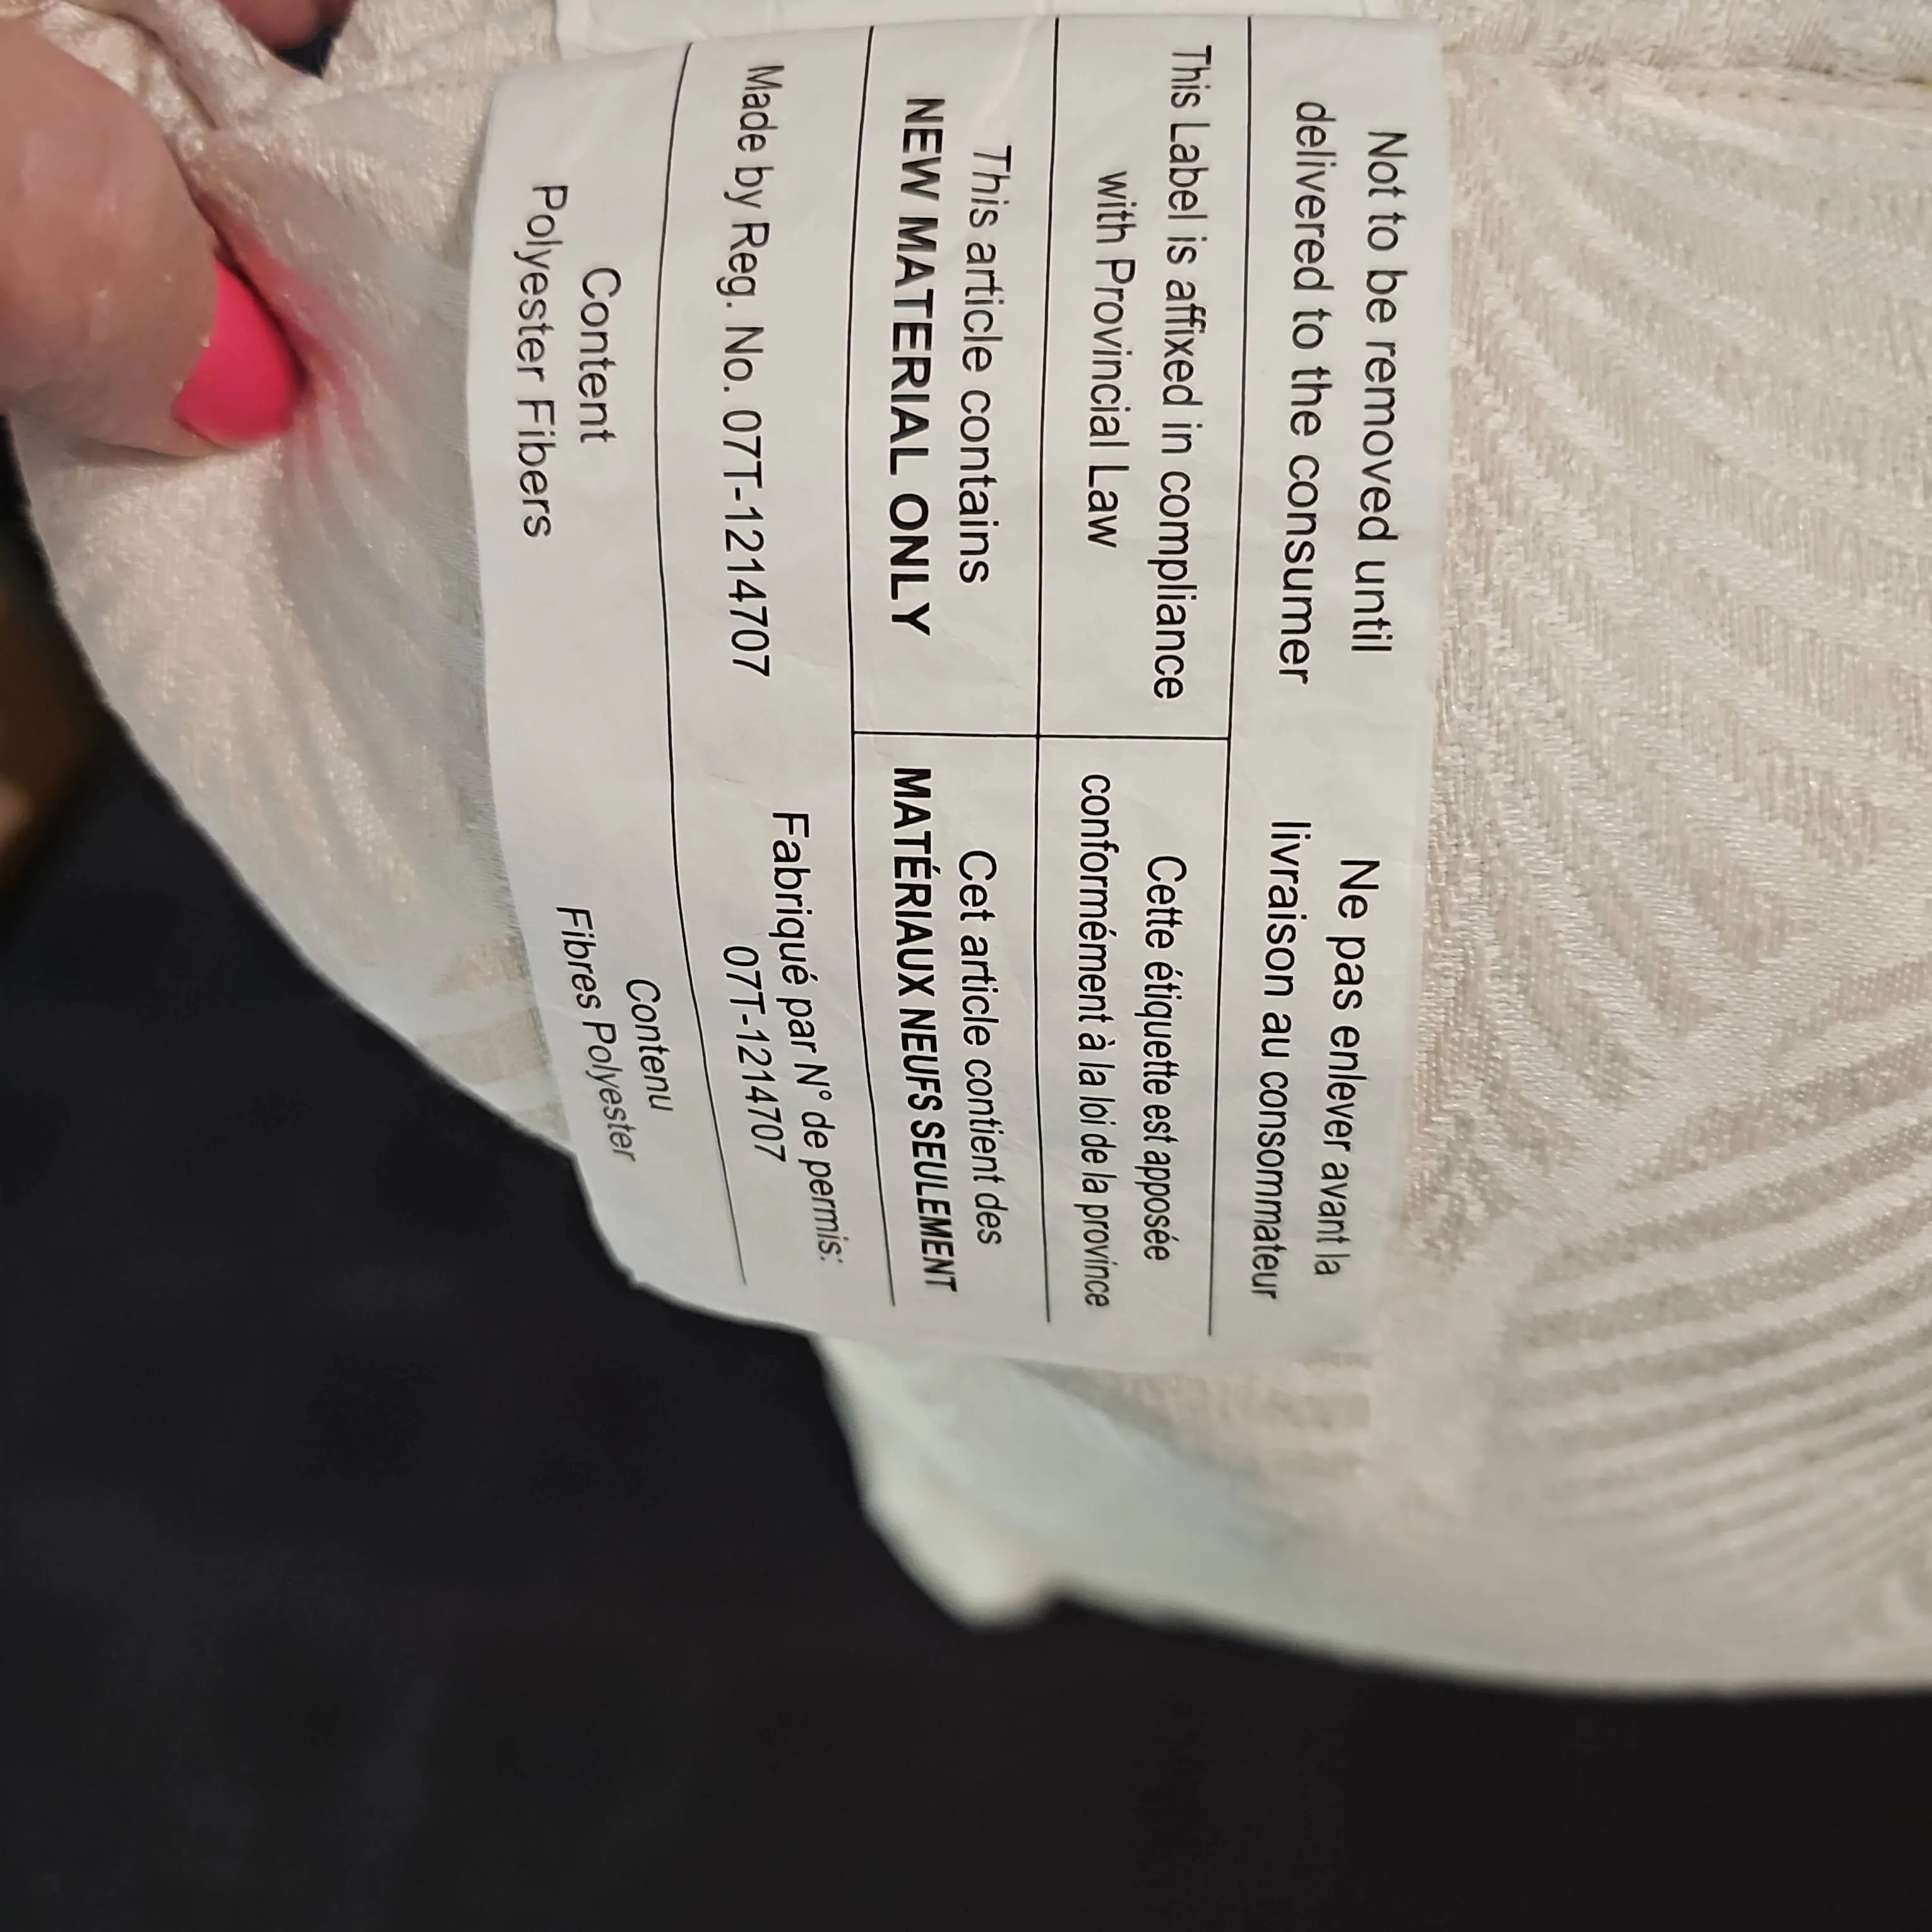 Not to be removed until
delivered to the consumer
Ne pas enlever avant la
livraison au consommateur
This Label is affixed in compliance
with Provincial Law
Cette étiquette est apposée
conformément à la loi de la province
This article contains
NEW MATERIAL ONLY
Cet article contient des
MATÉRIAUX NEUFS SEULEMENT
Made by Reg. No. 07T-1214707
Fabriqué par N° de permis:
07T-1214707
Content
Polyester Fibers
Contenu
Fibres Polyester